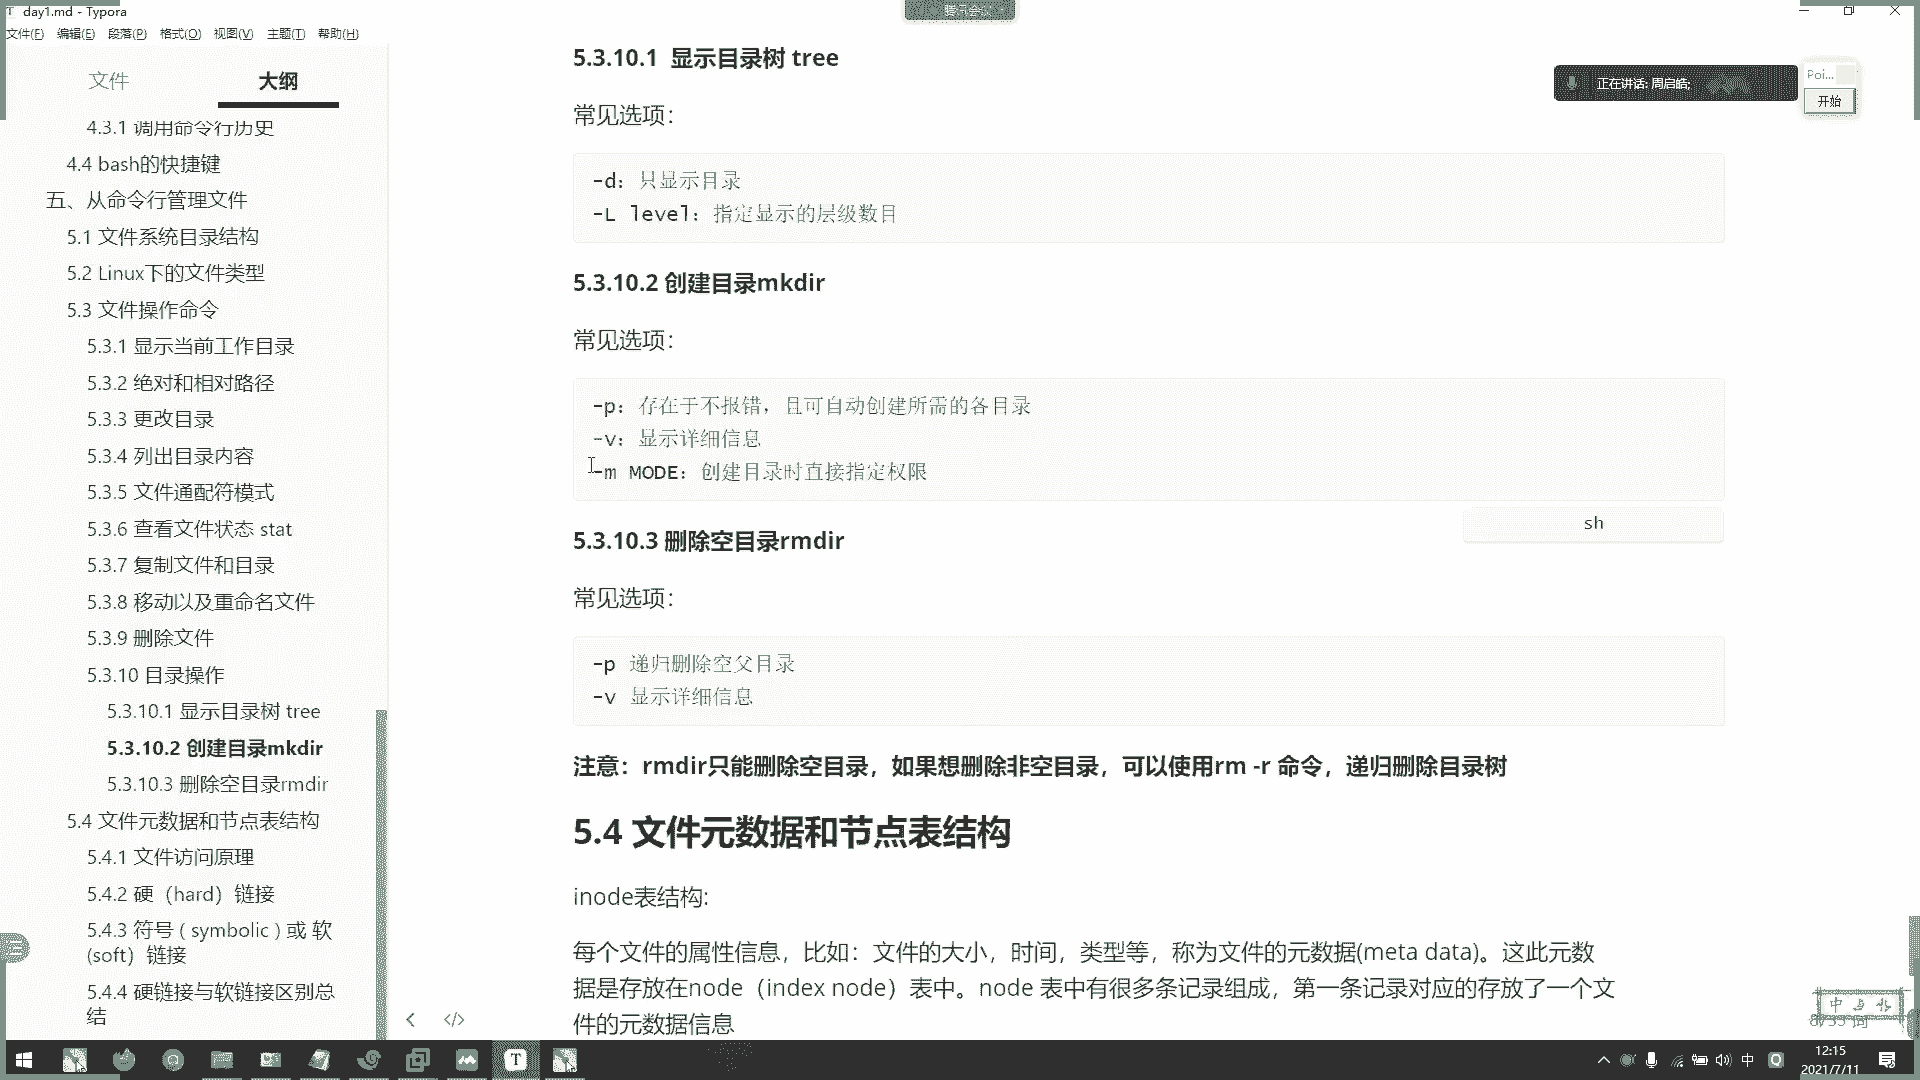 day1.md - Typora
腾讯会议
文件(F) 编辑(E) 段落(P) 格式(O) 视图(V) 主题(T) 帮助(H)
文件 大纲
4.3.1 调用命令行历史
4.4 bash的快捷键
五、从命令行管理文件
5.1 文件系统目录结构
5.2 Linux下的文件类型
5.3 文件操作命令
5.3.1 显示当前工作目录
5.3.2 绝对和相对路径
5.3.3 更改目录
5.3.4 列出目录内容
5.3.5 文件通配符模式
5.3.6 查看文件状态 stat
5.3.7 复制文件和目录
5.3.8 移动以及重命名文件
5.3.9 删除文件
5.3.10 目录操作
5.3.10.1 显示目录树 tree
5.3.10.2 创建目录mkdir
5.3.10.3 删除空目录rmdir
5.4 文件元数据和节点表结构
5.4.1 文件访问原理
5.4.2 硬（hard）链接
5.4.3 符号 ( symbolic ) 或 软
(soft）链接
5.4.4 硬链接与软链接区别总
结
5.3.10.1 显示目录树 tree
常见选项：
-d：只显示目录
-L level：指定显示的层级数目
5.3.10.2 创建目录mkdir
常见选项：
-p：存在于不报错，且可自动创建所需的各目录
-v：显示详细信息
-m MODE：创建目录时直接指定权限
sh
5.3.10.3 删除空目录rmdir
常见选项：
-p 递归删除空父目录
-v 显示详细信息
注意：rmdir只能删除空目录，如果想删除非空目录，可以使用rm -r 命令，递归删除目录树
5.4 文件元数据和节点表结构
inode表结构:
每个文件的属性信息，比如：文件的大小，时间，类型等，称为文件的元数据(meta data)。这此元数
据是存放在node（index node）表中。node 表中有很多条记录组成，第一条记录对应的存放了一个文
件的元数据信息
正在讲话: 周启皓;
Poi...
开始
中
12:15
2021/7/11